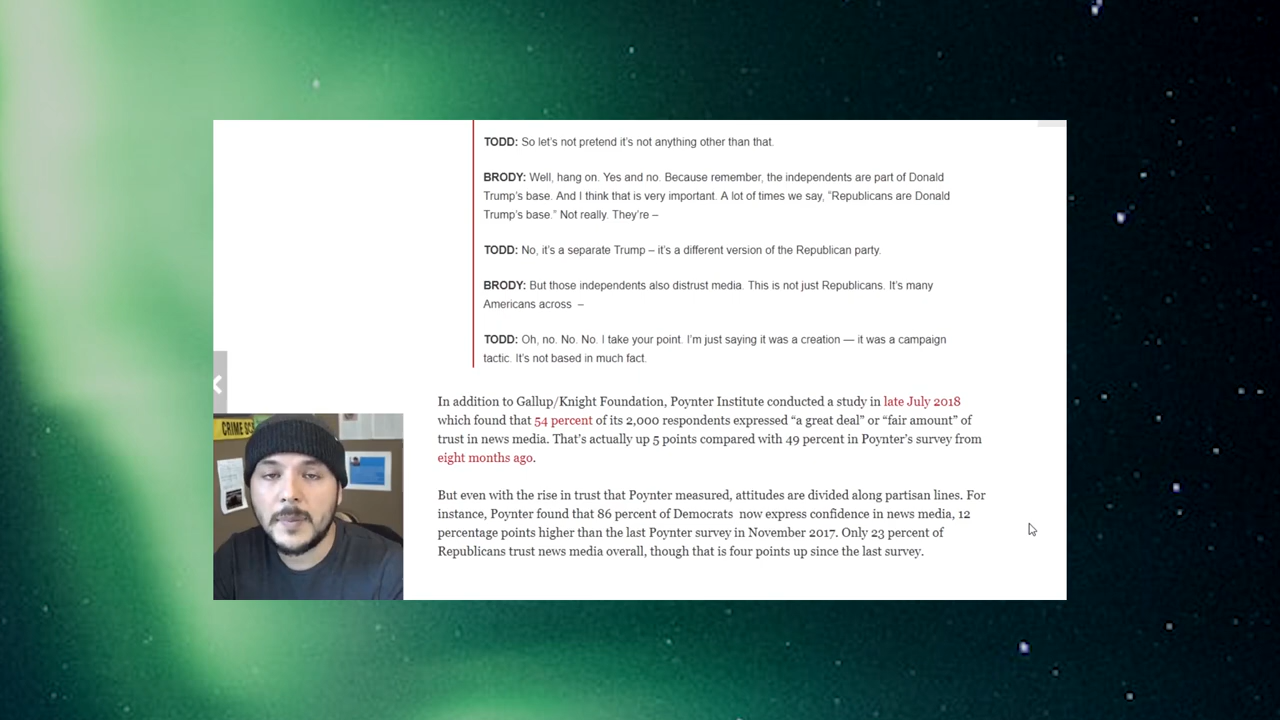 TODD: So let's not pretend it's not anything other than that.
BRODY: Well, hang on. Yes and no. Because remember, the independents are part of Donald
Trump's base. And I think that is very important. A lot of times we say, “Republicans are Donald
Trump's base.” Not really. They're –
TODD: No, it's a separate Trump – it's a different version of the Republican party.
BRODY: But those independents also distrust media. This is not just Republicans. It's many
Americans across –
TODD: Oh, no. No. No. I take your point. I'm just saying it was a creation — it was a campaign
tactic. It's not based in much fact.
In addition to Gallup/Knight Foundation, Poynter Institute conducted a study in late July 2018
which found that 54 percent of its 2,000 respondents expressed “a great deal” or “fair amount” of
trust in news media. That's actually up 5 points compared with 49 percent in Poynter's survey from
eight months ago.
But even with the rise in trust that Poynter measured, attitudes are divided along partisan lines. For
instance, Poynter found that 86 percent of Democrats now express confidence in news media, 12
percentage points higher than the last Poynter survey in November 2017. Only 23 percent of
Republicans trust news media overall, though that is four points up since the last survey.
CRIME